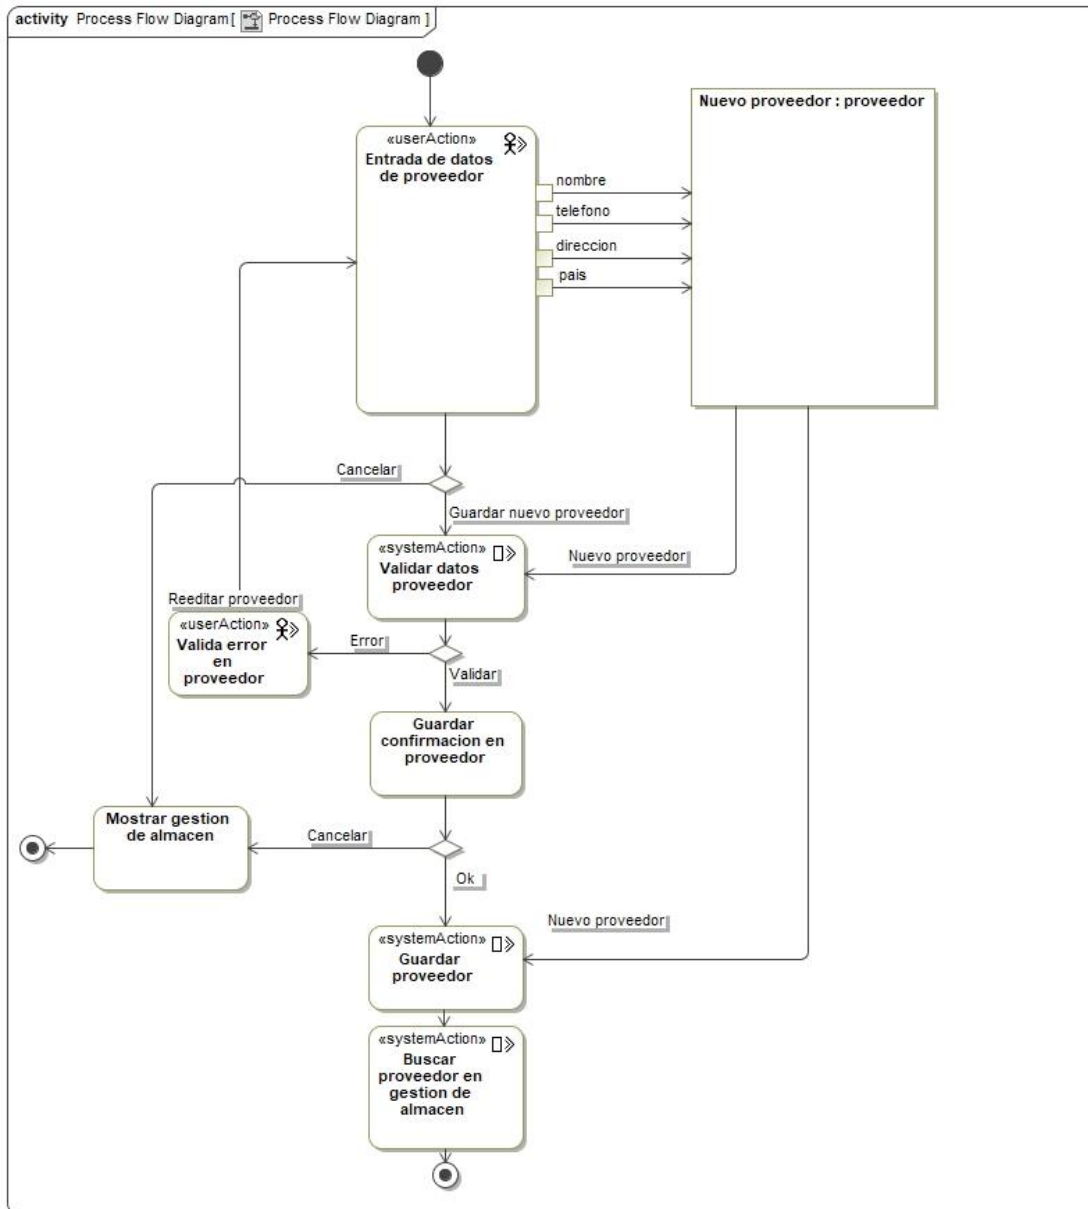 activity Process Flow Diagram [ Process Flow Diagram ]
«userAction»
Entrada de datos
de proveedor
Nuevo proveedor : proveedor
nombre
telefono
direccion
pais
Cancelar
Guardar nuevo proveedor
«systemAction»
Validar datos
proveedor
Nuevo proveedor
Reeditar proveedor
«userAction»
Valida error
en
proveedor
Error
Validar
Guardar
confirmacion en
proveedor
Mostrar gestion
de almacen
Cancelar
Ok
Nuevo proveedor
«systemAction»
Guardar
proveedor
«systemAction»
Buscar
proveedor en
gestion de
almacen